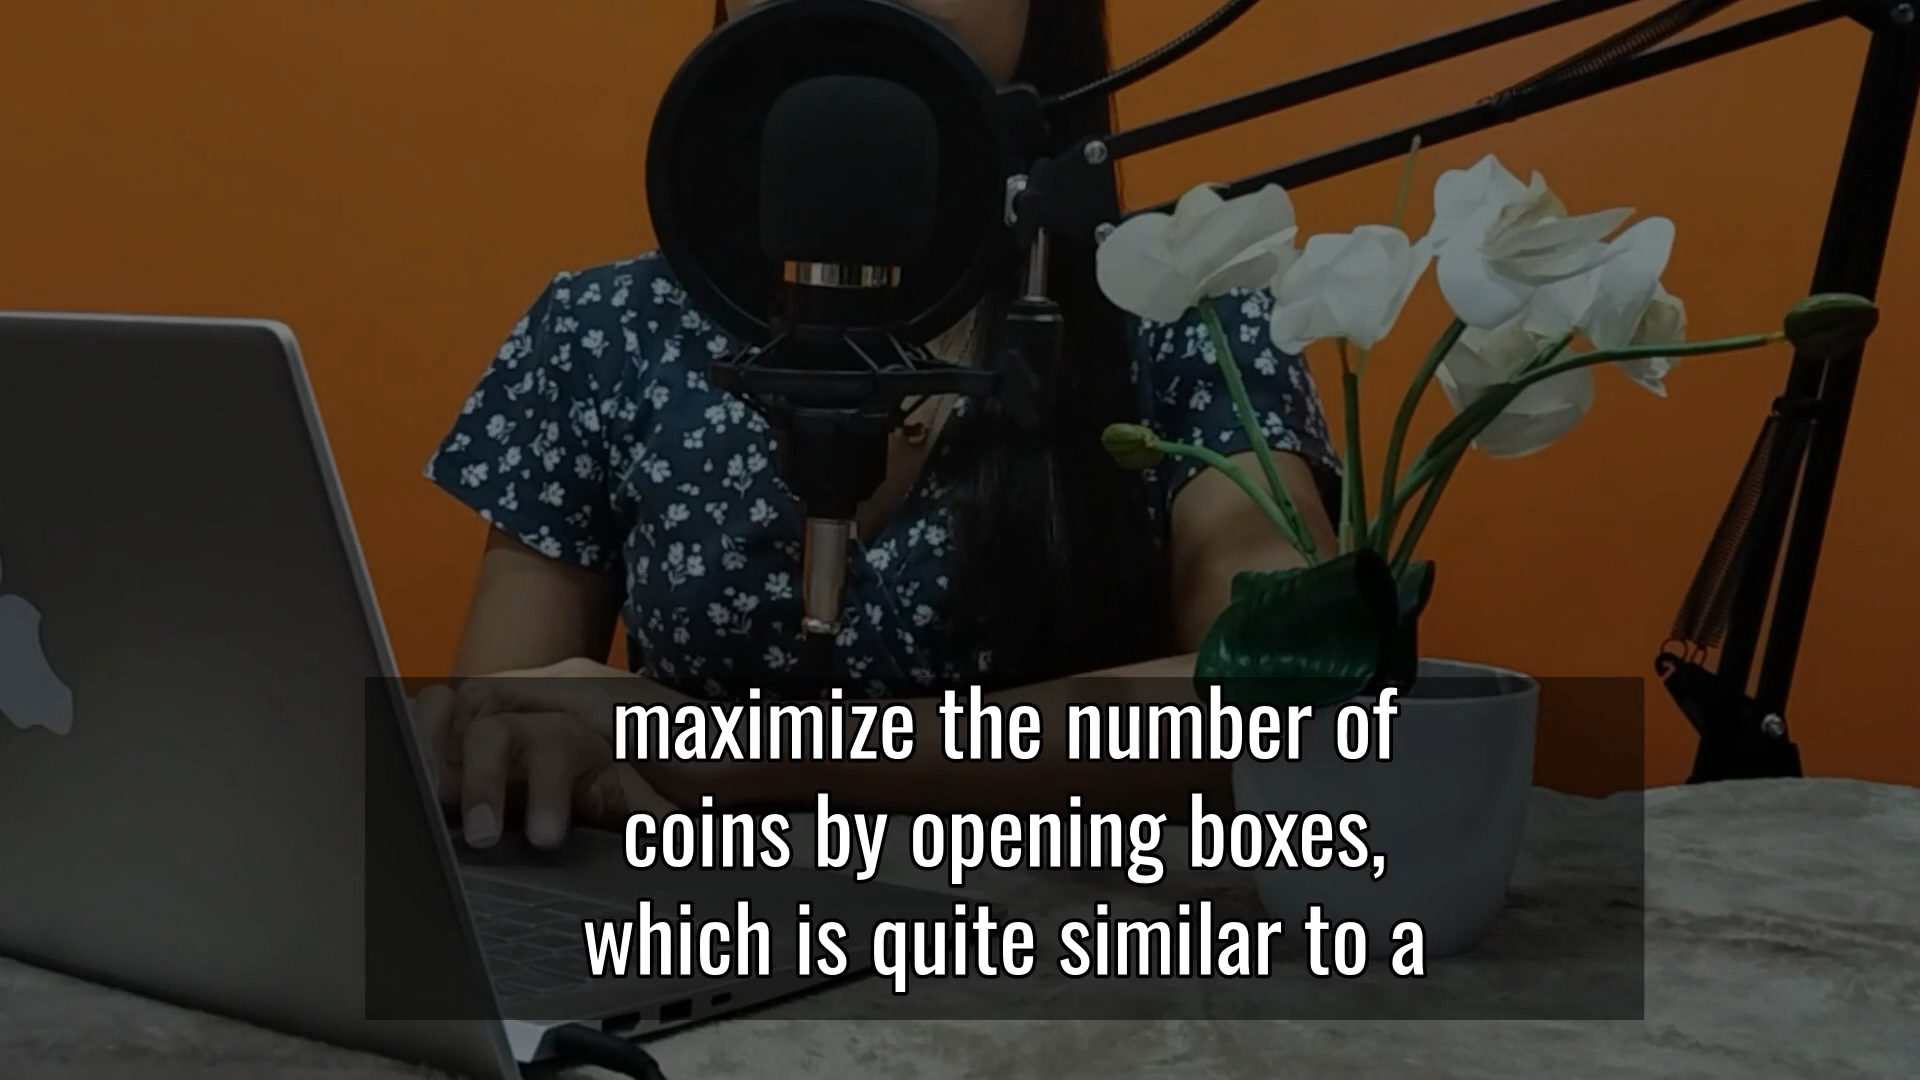 maximize the number of
coins by opening boxes,
which is quite similar to a